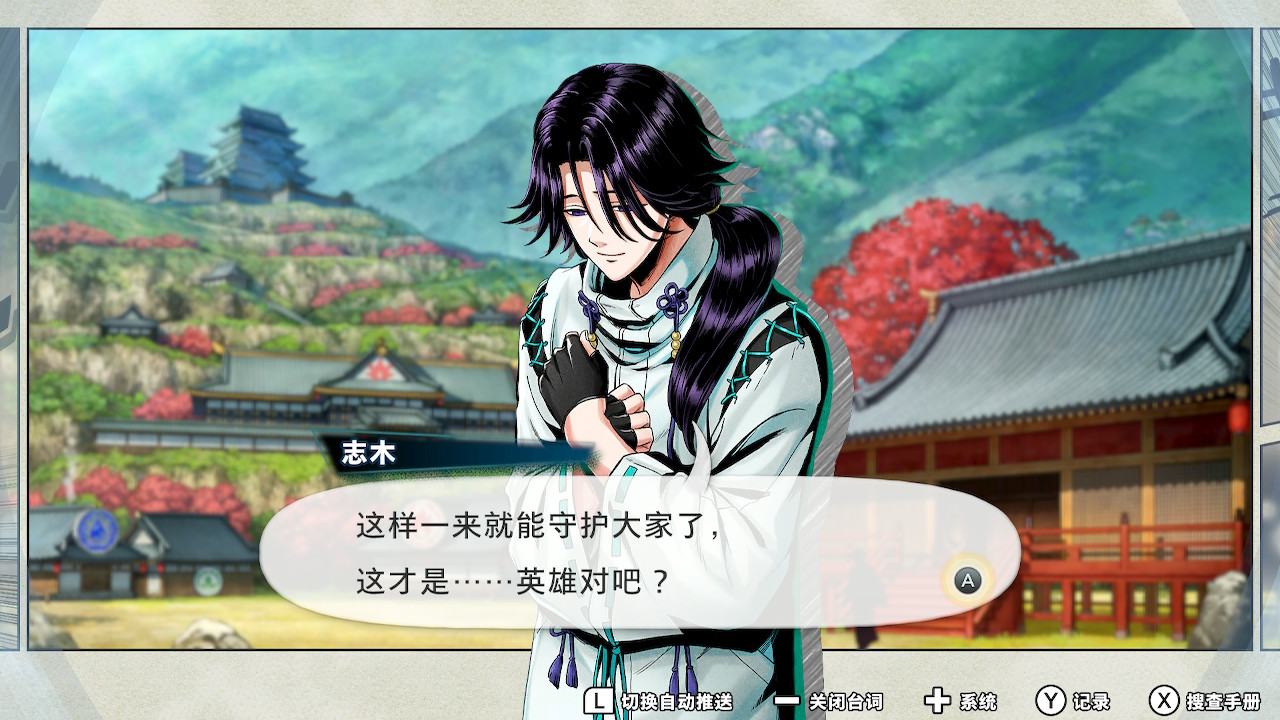 志木
这样一来就能守护大家了，
这才是……英雄对吧？
A
L 切换自动推送
关闭台词
系统
Y 记录
X 搜查手册